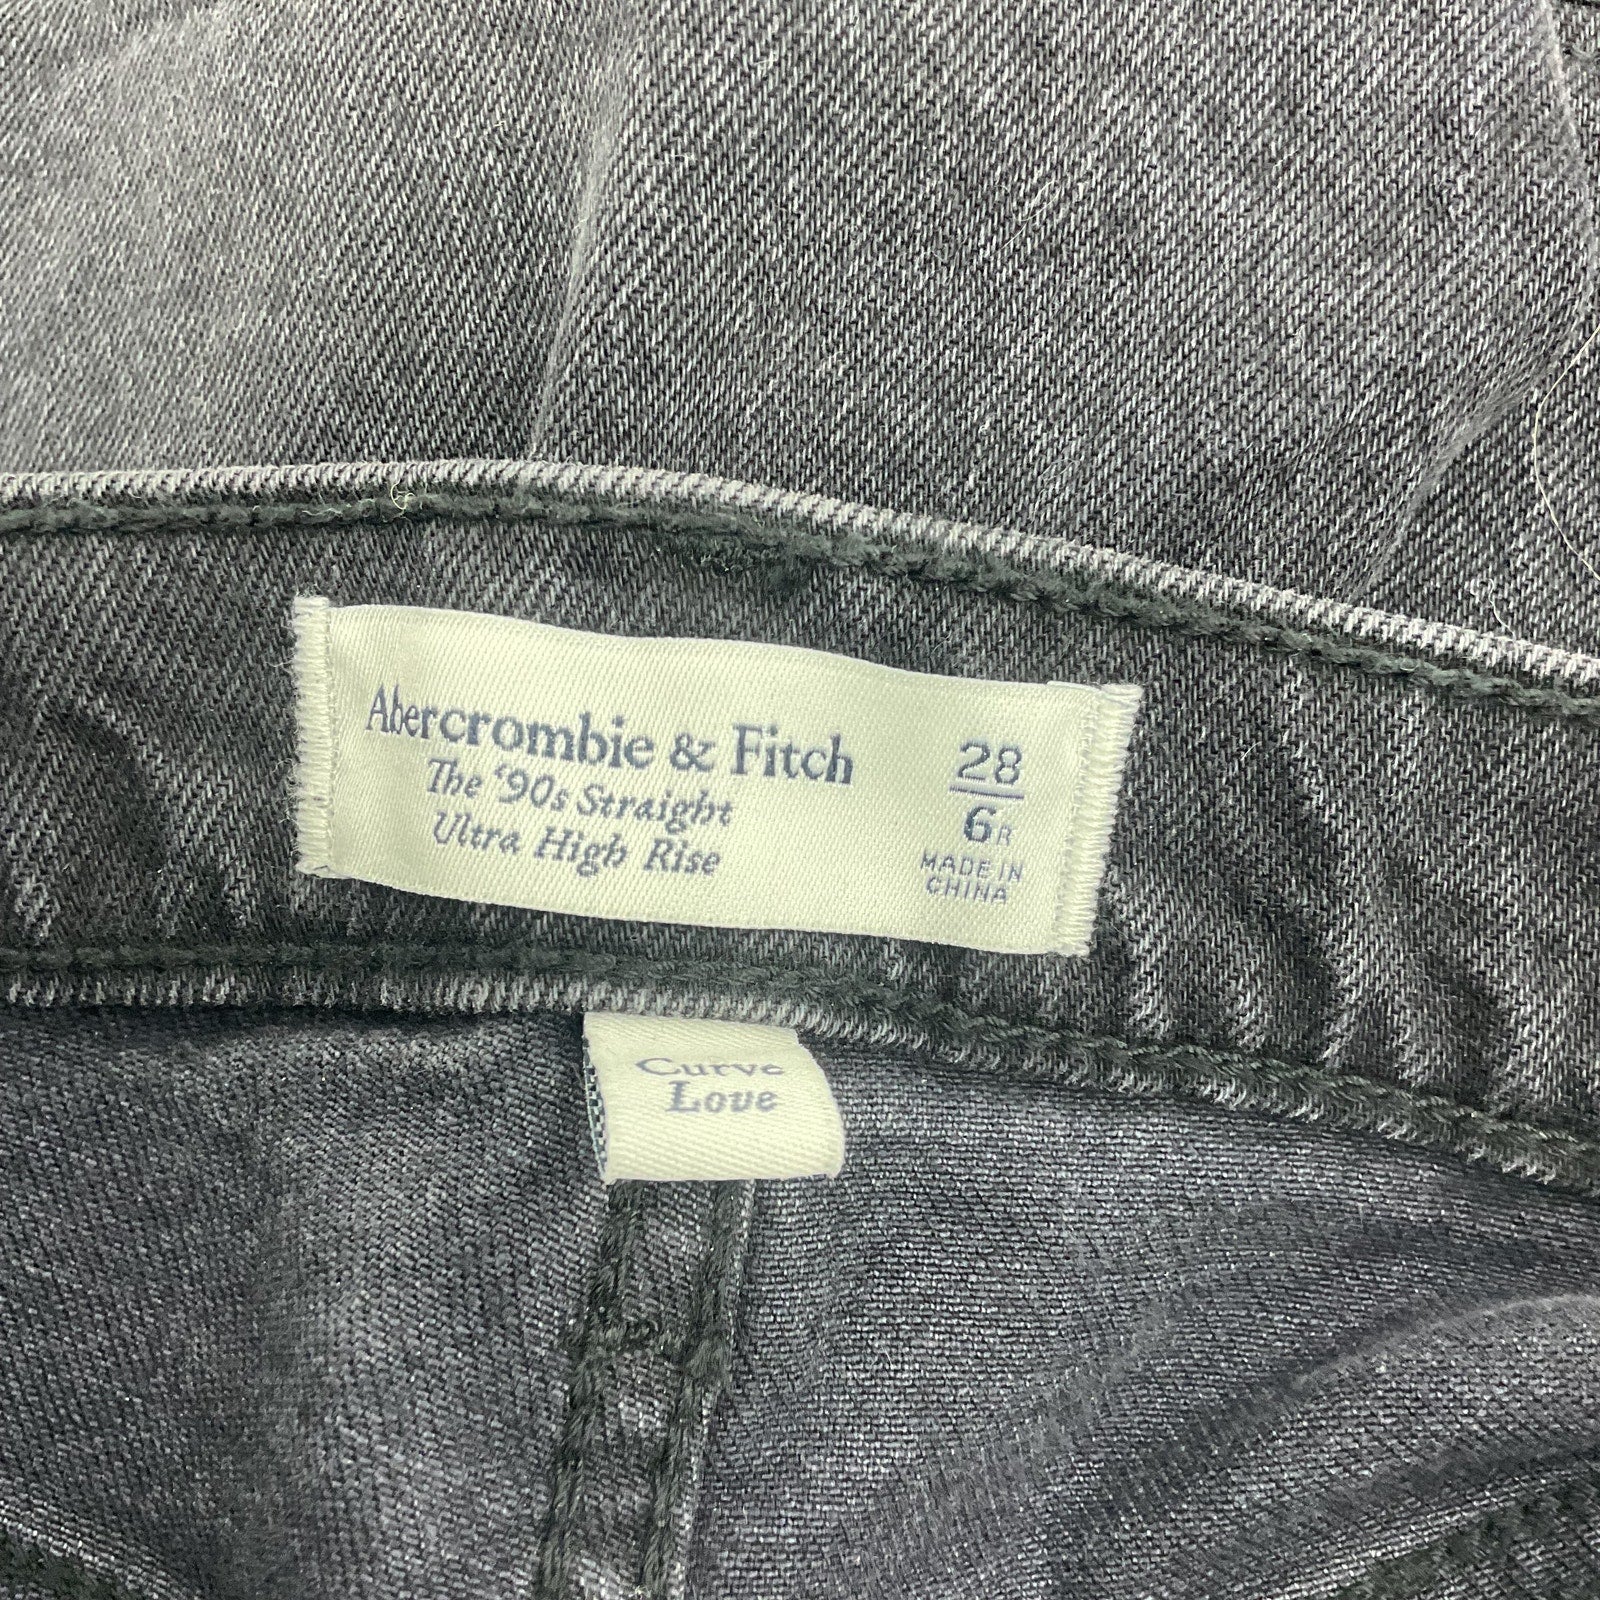 Abercrombie & Fitch
The '90s Straight
Ultra High Rise
28
6R
MADE IN
CHINA
Curve
Love